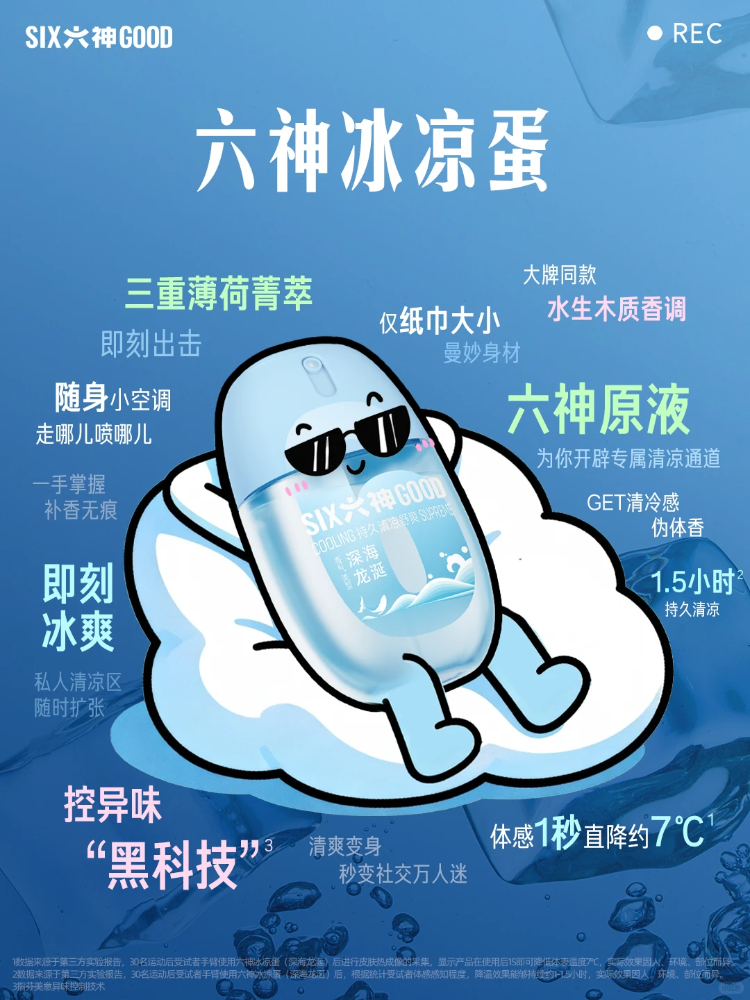 SIX六神GOOD
REC
六神冰凉蛋
三重薄荷菁萃
即刻出击
大牌同款
水生木质香调
仅纸巾大小
曼妙身材
随身小空调
走哪儿喷哪儿
六神原液
为你开辟专属清凉通道
一手掌握
补香无痕
GET清冷感
伪体香
SIX六神GOOD
COOLING 持久清凉舒爽 SUPREME
深海
龙涎
即刻
冰爽
1.5小时2
持久清凉
私人清凉区
随时扩张
控异味
“黑科技”3
清爽变身
秒变社交万人迷
体感1秒直降约7℃1
1数据来源于第三方实验报告，30名运动后受试者手臂使用六神冰凉蛋（深海龙涎）后进行皮肤热成像的采集，显示产品在使用后1S即可降低体表温度7℃，实际效果因人、环境、部位而异。
2数据来源于第三方实验报告，30名运动后受试者手臂使用六神冰凉蛋（深海龙涎）后，根据统计受试者体感感知程度，降温效果能够持续约1-1.5小时，实际效果因人、环境、部位而异。
3指芬美意异味控制技术
小红书